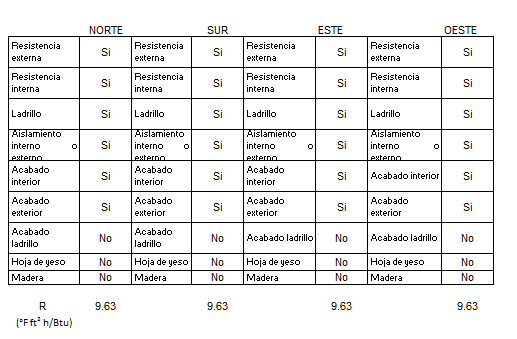 NORTE SUR ESTE OESTE
Resistencia externa Si Resistencia externa Si Resistencia externa Si Resistencia externa Si
Resistencia interna Si Resistencia interna Si Resistencia interna Si Resistencia interna Si
Ladrillo Si Ladrillo Si Ladrillo Si Ladrillo Si
Aislamiento interno o externo Si Aislamiento interno o externo Si Aislamiento interno o externo Si Aislamiento interno o externo Si
Acabado interior Si Acabado interior Si Acabado interior Si Acabado interior Si
Acabado exterior Si Acabado exterior Si Acabado exterior Si Acabado exterior Si
Acabado ladrillo No Acabado ladrillo No Acabado ladrillo No Acabado ladrillo No
Hoja de yeso No Hoja de yeso No Hoja de yeso No Hoja de yeso No
Madera No Madera No Madera No Madera No
R 9.63 9.63 9.63 9.63
(°F ft² h/Btu)